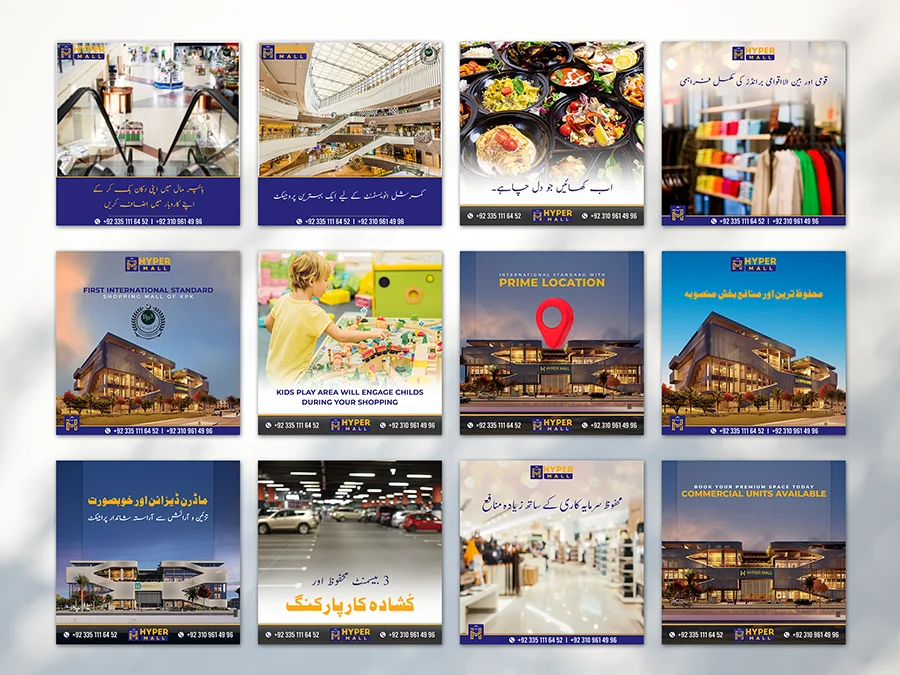 HYPER
MALL
ہائپر مال میں اپنی دکان بک کر کے
اپنے کاروبار میں اضافہ کریں
+92 335 111 64 52 | +92 310 961 49 96
HYPER
MALL
کمرشل انویسٹمنٹ کے لیے ایک بہترین پروجیکٹ
+92 335 111 64 52 | +92 310 961 49 96
اب کھائیں جو دل چاہے۔
+92 335 111 64 52 HYPER MALL +92 310 961 49 96
HYPER
MALL
قومی اور بین الااقوامی برانڈز کی مکمل فراہمی
+92 335 111 64 52 | +92 310 961 49 96
HYPER
MALL
FIRST INTERNATIONAL STANDARD
SHOPPING MALL OF KPK
+92 335 111 64 52 | +92 310 961 49 96
KIDS PLAY AREA WILL ENGAGE CHILDS
DURING YOUR SHOPPING
+92 335 111 64 52 HYPER MALL +92 310 961 49 96
INTERNATIONAL STANDARD WITH
PRIME LOCATION
HYPER MALL
+92 335 111 64 52 HYPER MALL +92 310 961 49 96
HYPER
MALL
محفوظ ترین اور منافع بخش منصوبہ
+92 335 111 64 52 | +92 310 961 49 96
ماڈرن ڈیزائن اور خوبصورت
تزئین و آرائش سے آراستہ شاندار پراجیکٹ
+92 335 111 64 52 HYPER MALL +92 310 961 49 96
3 بیسمنٹ محفوظ اور
کُشادہ کار پارکنگ
+92 335 111 64 52 HYPER MALL +92 310 961 49 96
HYPER
MALL
محفوظ سرمایہ کاری کے ساتھ زیادہ منافع
+92 335 111 64 52 | +92 310 961 49 96
BOOK YOUR PREMIUM SPACE TODAY
COMMERCIAL UNITS AVAILABLE
HYPER MALL
+92 335 111 64 52 HYPER MALL +92 310 961 49 96